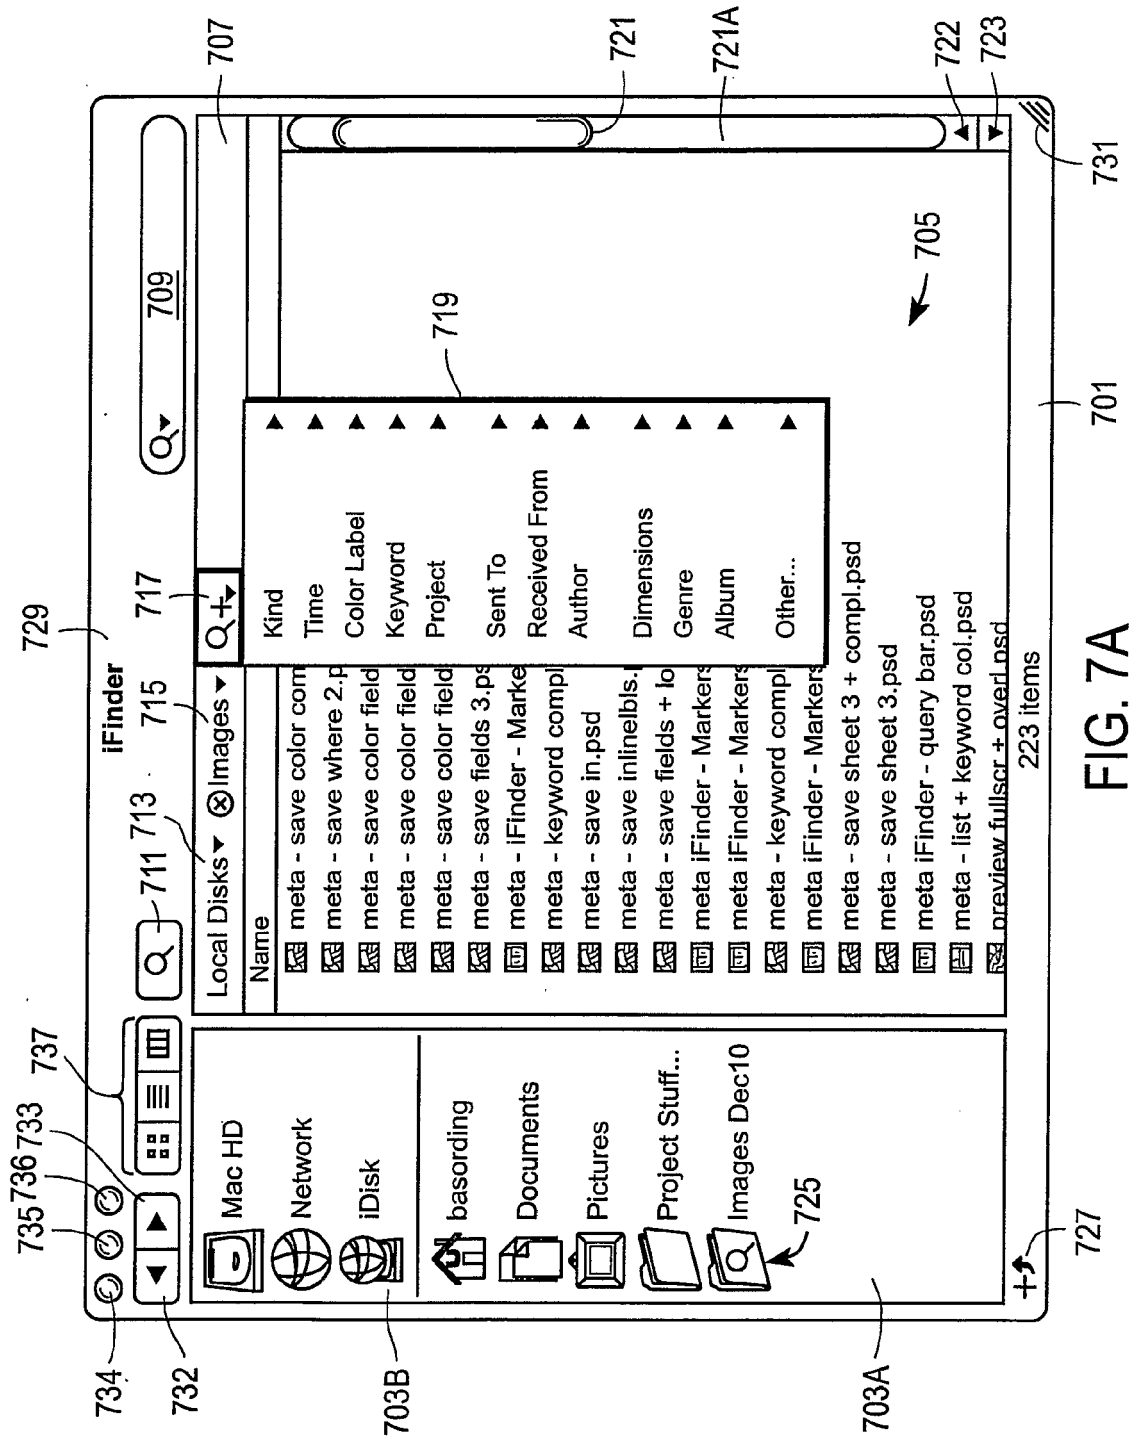 729
iFinder
734
735
736
733
732
737
711
713
715
717
709
707
Local Disks
Images
Name
Mac HD
Network
iDisk
basording
Documents
Pictures
Project Stuff...
Images Dec10
725
703B
703A
727
meta - save color com
meta - save where 2.p
meta - save color field
meta - save color field
meta - save color field
meta - save fields 3.ps
meta - iFinder - Marke
meta - keyword compl
meta - save in.psd
meta - save inlinelbls.
meta - save fields + lo
meta iFinder - Markers
meta iFinder - Markers
meta - keyword compl
meta iFinder - Markers
meta - save sheet 3 + compl.psd
meta - save sheet 3.psd
meta iFinder - query bar.psd
meta - list + keyword col.psd
preview fullscr + overl.psd
Kind
Time
Color Label
Keyword
Project
Sent To
Received From
Author
Dimensions
Genre
Album
Other...
719
705
721
721A
722
723
731
701
223 items
FIG. 7A